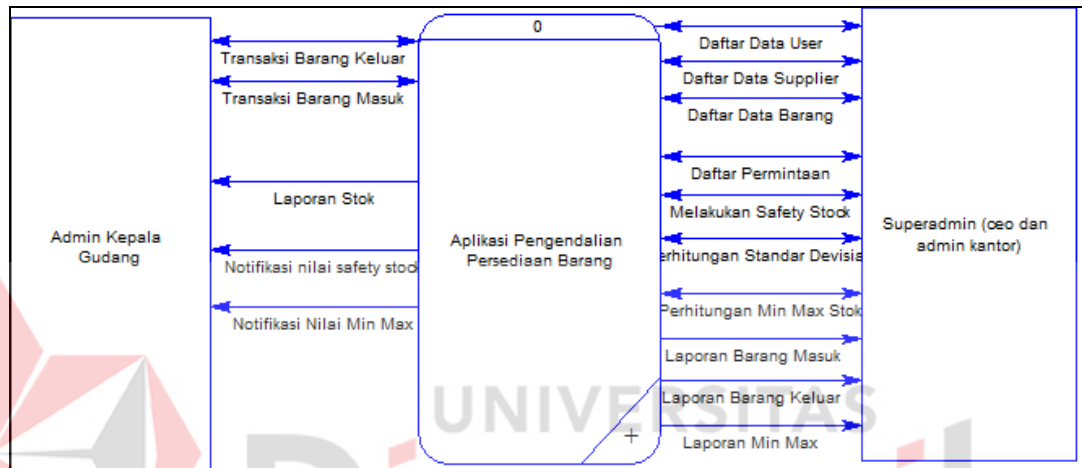 0
Transaksi Barang Keluar
Transaksi Barang Masuk
Laporan Stok
Notifikasi nilai safety stock
Notifikasi Nilai Min Max
Admin Kepala
Gudang
Aplikasi Pengendalian
Persediaan Barang
+
Daftar Data User
Daftar Data Supplier
Daftar Data Barang
Daftar Permintaan
Melakukan Safety Stock
erhitungan Standar Devisia
Perhitungan Min Max Stok
Laporan Barang Masuk
Laporan Barang Keluar
Laporan Min Max
Superadmin (ceo dan
admin kantor)
UNIVERSITAS